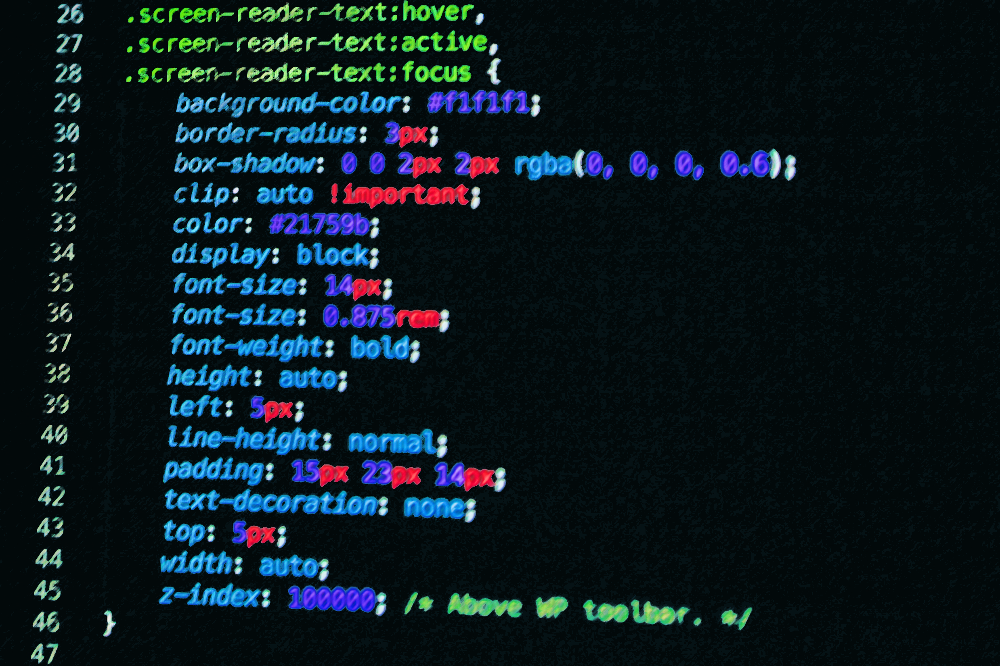 26 .screen-reader-text:hover,
27 .screen-reader-text:active,
28 .screen-reader-text:focus {
29 background-color: #f1f1f1;
30 border-radius: 3px;
31 box-shadow: 0 0 2px 2px rgba(0, 0, 0, 0.6);
32 clip: auto !important;
33 color: #21759b;
34 display: block;
35 font-size: 14px;
36 font-size: 0.875rem;
37 font-weight: bold;
38 height: auto;
39 left: 5px;
40 line-height: normal;
41 padding: 15px 23px 14px;
42 text-decoration: none;
43 top: 5px;
44 width: auto;
45 z-index: 100000; /* Above WP toolbar. */
46 }
47